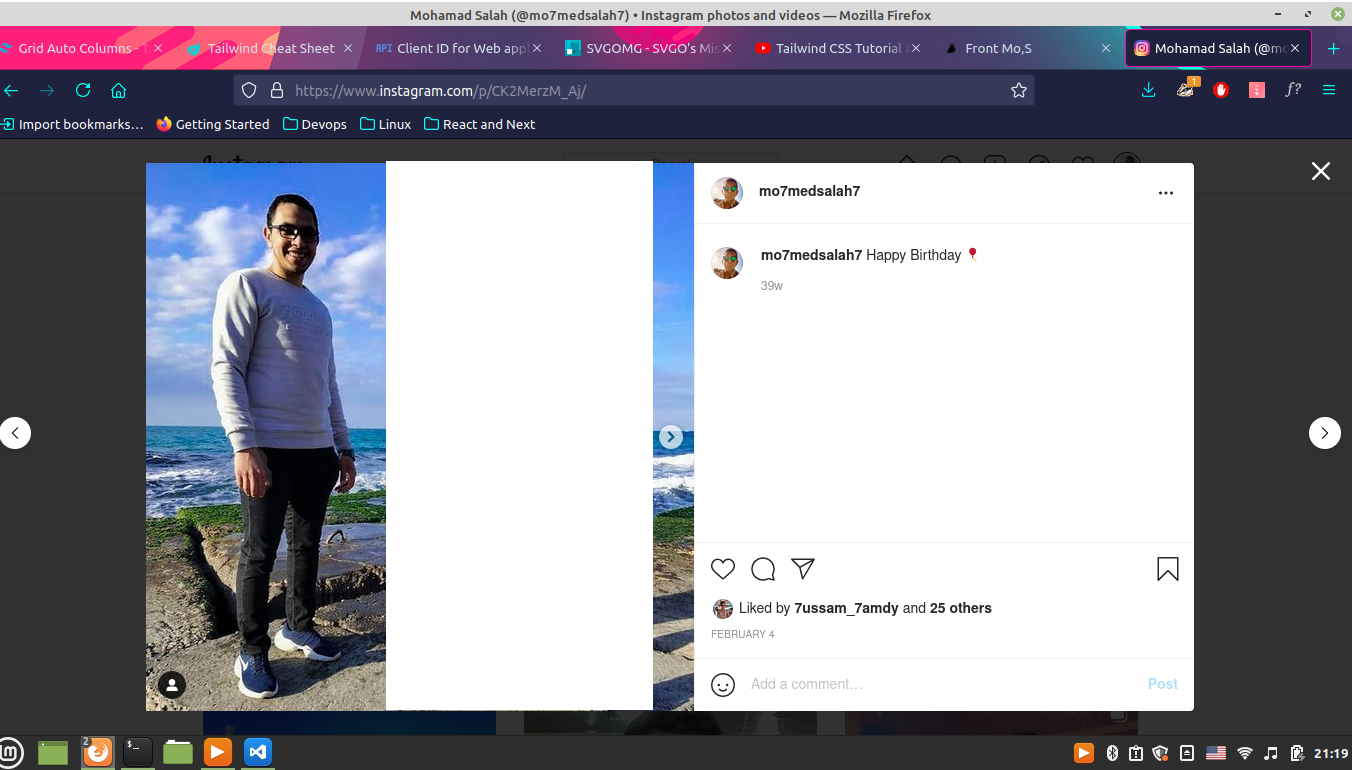 Mohamad Salah (@mo7medsalah7) • Instagram photos and videos — Mozilla Firefox
Grid Auto Columns - T
Tailwind Cheat Sheet
API Client ID for Web appl
SVGOMG - SVGO's Mis
Tailwind CSS Tutorial
Front Mo,S
Mohamad Salah (@mo
https://www.instagram.com/p/CK2MerzM_Aj/
1
f?
Import bookmarks…
Getting Started
Devops
Linux
React and Next
mo7medsalah7
mo7medsalah7 Happy Birthday
39w
Liked by 7ussam_7amdy and 25 others
FEBRUARY 4
Add a comment…
Post
2
$_
21:19